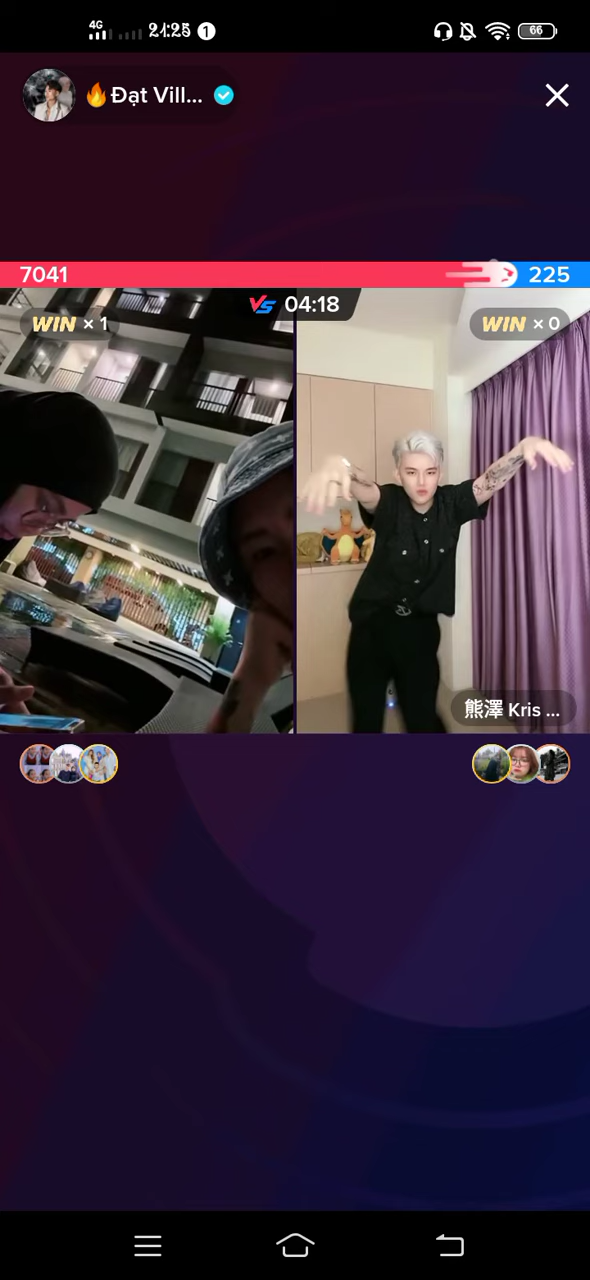 4G
21:25 1
66
🔥Đạt Vill...
7041
225
VS 04:18
WIN × 1
WIN × 0
熊澤 Kris ...